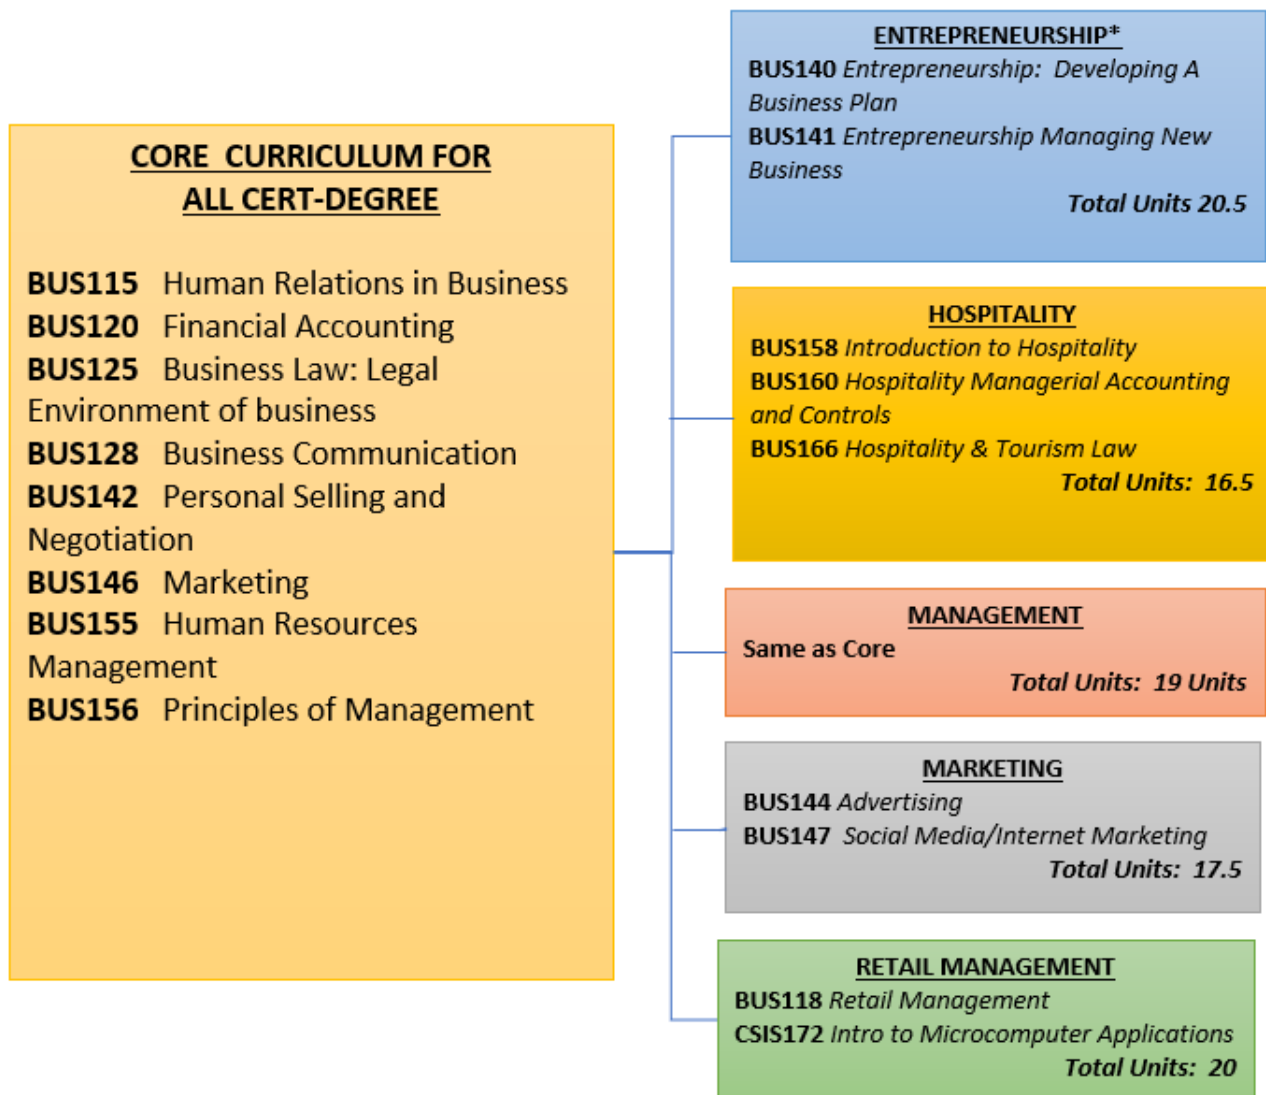 CORE CURRICULUM FOR
ALL CERT-DEGREE
BUS115 Human Relations in Business
BUS120 Financial Accounting
BUS125 Business Law: Legal
Environment of business
BUS128 Business Communication
BUS142 Personal Selling and
Negotiation
BUS146 Marketing
BUS155 Human Resources
Management
BUS156 Principles of Management
ENTREPRENEURSHIP*
BUS140 Entrepreneurship: Developing A
Business Plan
BUS141 Entrepreneurship Managing New
Business
Total Units 20.5
HOSPITALITY
BUS158 Introduction to Hospitality
BUS160 Hospitality Managerial Accounting
and Controls
BUS166 Hospitality & Tourism Law
Total Units: 16.5
MANAGEMENT
Same as Core
Total Units: 19 Units
MARKETING
BUS144 Advertising
BUS147 Social Media/Internet Marketing
Total Units: 17.5
RETAIL MANAGEMENT
BUS118 Retail Management
CSIS172 Intro to Microcomputer Applications
Total Units: 20